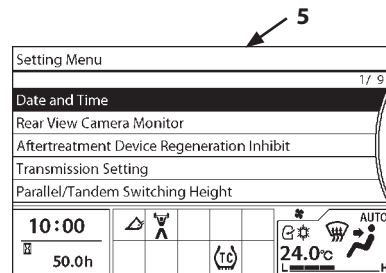 5
Setting Menu
1/ 9
Date and Time
Rear View Camera Monitor
Aftertreatment Device Regeneration Inhibit
Transmission Setting
Parallel/Tandem Switching Height
10:00
50.0h
TC
AUTO
24.0°C
L H